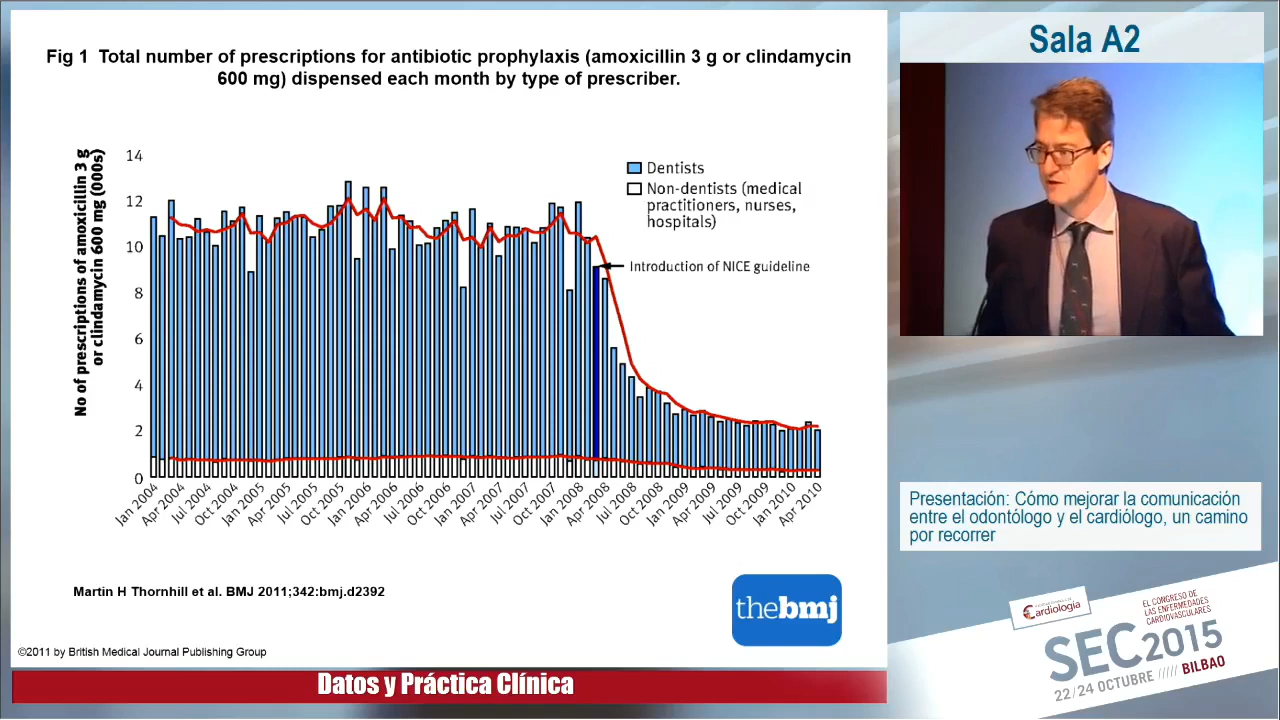 Fig 1 Total number of prescriptions for antibiotic prophylaxis (amoxicillin 3 g or clindamycin
600 mg) dispensed each month by type of prescriber.
No of prescriptions of amoxicillin 3 g
or clindamycin 600 mg (000s)
14
12
10
8
6
4
2
0
Dentists
Non-dentists (medical
practitioners, nurses,
hospitals)
Introduction of NICE guideline
Jan 2004
Apr 2004
Jul 2004
Oct 2004
Jan 2005
Apr 2005
Jul 2005
Oct 2005
Jan 2006
Apr 2006
Jul 2006
Oct 2006
Jan 2007
Apr 2007
Jul 2007
Oct 2007
Jan 2008
Apr 2008
Jul 2008
Oct 2008
Jan 2009
Apr 2009
Jul 2009
Oct 2009
Jan 2010
Apr 2010
Martin H Thornhill et al. BMJ 2011;342:bmj.d2392
thebmj
©2011 by British Medical Journal Publishing Group
Datos y Práctica Clínica
Sala A2
Presentación: Cómo mejorar la comunicación
entre el odontólogo y el cardiólogo, un camino
por recorrer
Cardiología
EL CONGRESO DE
LAS ENFERMEDADES
CARDIOVASCULARES
SEC2015
22/24 OCTUBRE ///// BILBAO